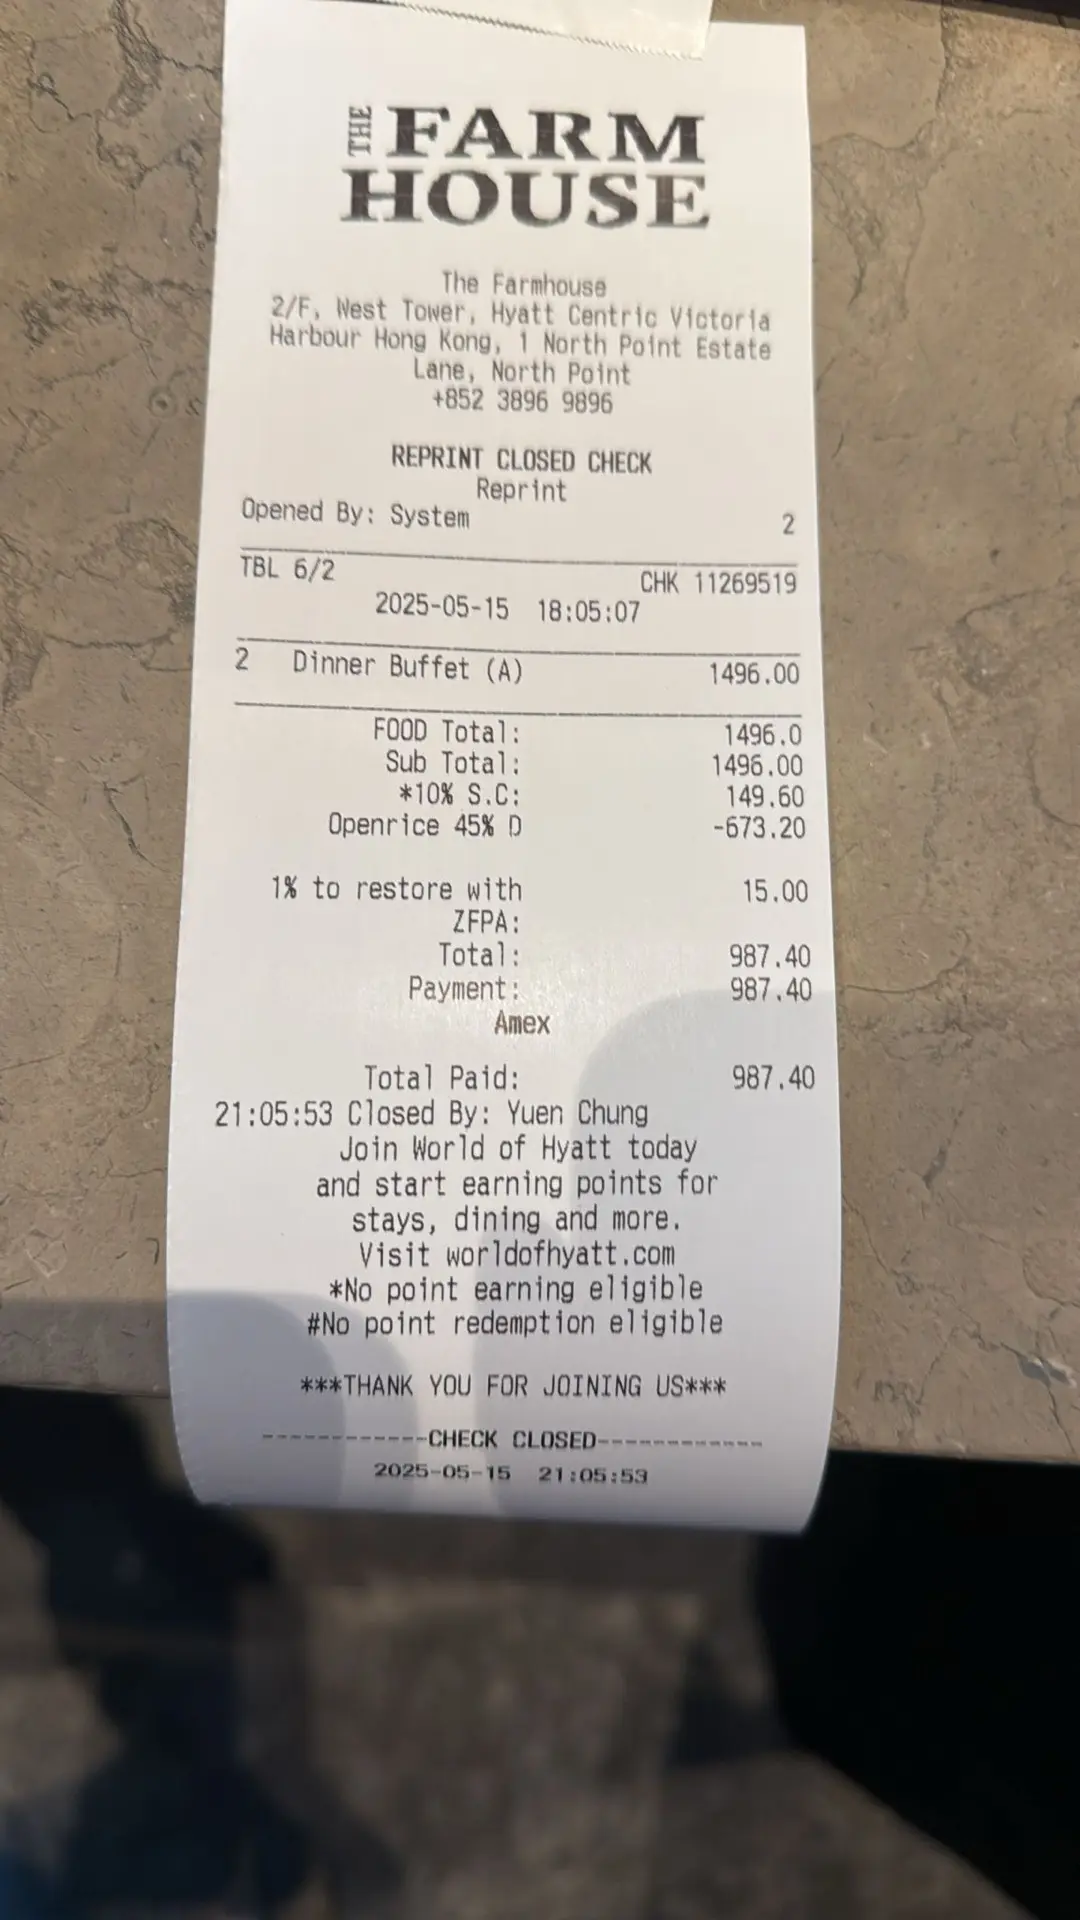 THE FARM
HOUSE
The Farmhouse
2/F, West Tower, Hyatt Centric Victoria
Harbour Hong Kong, 1 North Point Estate
Lane, North Point
+852 3896 9896
REPRINT CLOSED CHECK
Reprint
Opened By: System 2
TBL 6/2 CHK 11269519
2025-05-15 18:05:07
2 Dinner Buffet (A) 1496.00
FOOD Total: 1496.0
Sub Total: 1496.00
*10% S.C: 149.60
Openrice 45% D -673.20
1% to restore with 15.00
ZFPA:
Total: 987.40
Payment: 987.40
Amex
Total Paid: 987.40
21:05:53 Closed By: Yuen Chung
Join World of Hyatt today
and start earning points for
stays, dining and more.
Visit worldofhyatt.com
*No point earning eligible
#No point redemption eligible
***THANK YOU FOR JOINING US***
------------CHECK CLOSED------------
2025-05-15 21:05:53